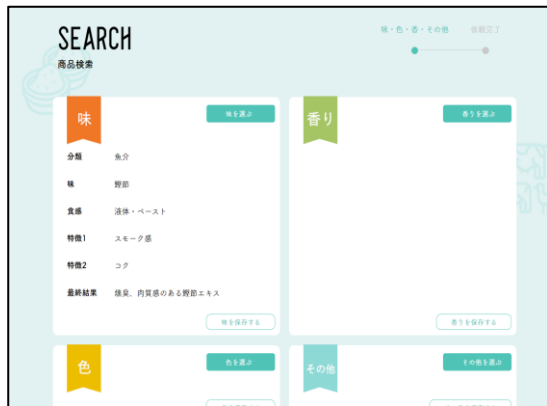 SEARCH
商品検索
味・色・香・その他 依頼完了
味
味を選ぶ
分類 魚介
味 鰹節
食感 液体・ペースト
特徴1 スモーク感
特徴2 コク
最終結果 燻臭、肉質感のある鰹節エキス
味を保存する
香り
香りを選ぶ
香りを保存する
色
色を選ぶ
その他
その他を選ぶ